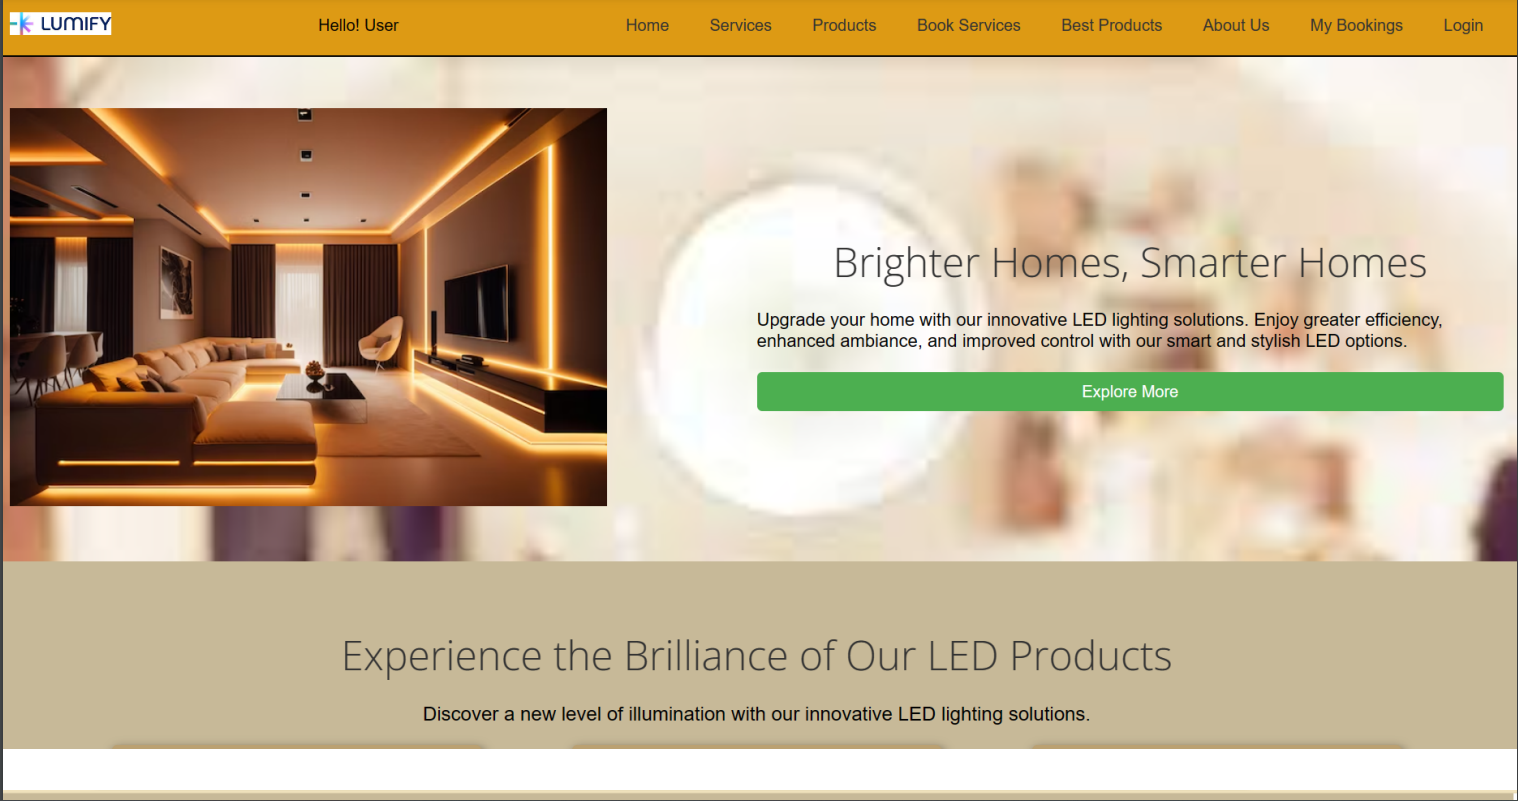 LUMIFY
Hello! User
Home
Services
Products
Book Services
Best Products
About Us
My Bookings
Login
Brighter Homes, Smarter Homes
Upgrade your home with our innovative LED lighting solutions. Enjoy greater efficiency,
enhanced ambiance, and improved control with our smart and stylish LED options.
Explore More
Experience the Brilliance of Our LED Products
Discover a new level of illumination with our innovative LED lighting solutions.